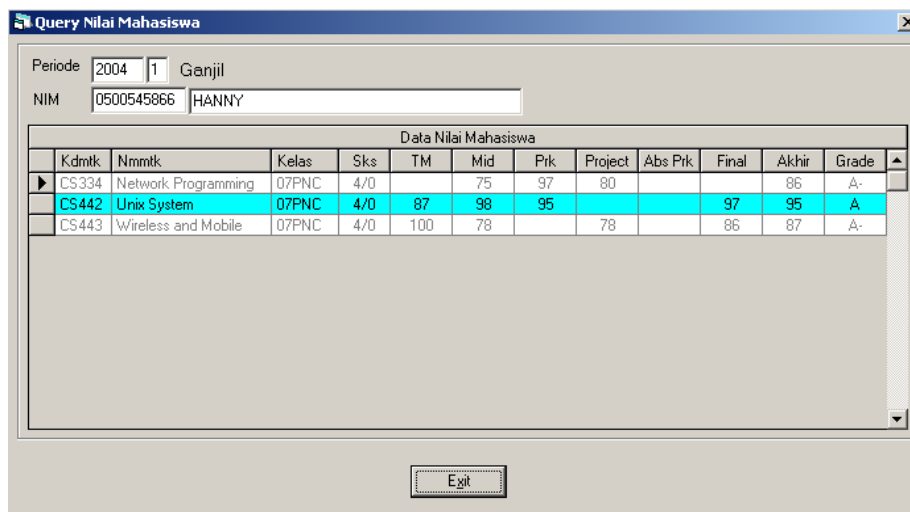 Query Nilai Mahasiswa
Periode 2004 1 Ganjil
NIM 0500545866 HANNY
Data Nilai Mahasiswa
Kdmtk Nmmtk Kelas Sks TM Mid Prk Project Abs Prk Final Akhir Grade
CS334 Network Programming 07PNC 4/0 75 97 80 86 A-
CS442 Unix System 07PNC 4/0 87 98 95 97 95 A
CS443 Wireless and Mobile 07PNC 4/0 100 78 78 86 87 A-
Exit